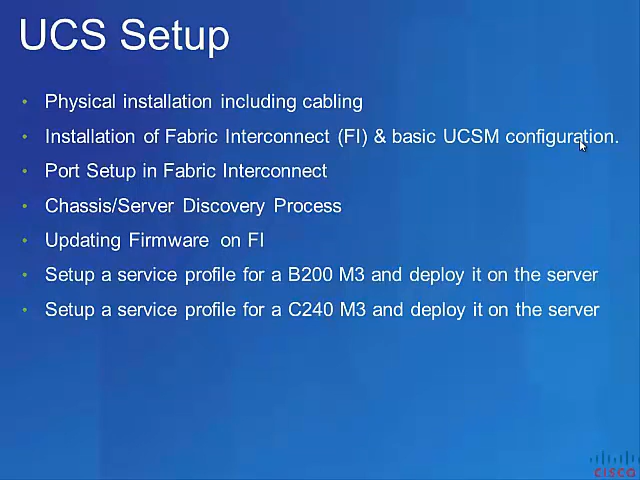 UCS Setup
• Physical installation including cabling
• Installation of Fabric Interconnect (FI) & basic UCSM configuration.
• Port Setup in Fabric Interconnect
• Chassis/Server Discovery Process
• Updating Firmware on FI
• Setup a service profile for a B200 M3 and deploy it on the server
• Setup a service profile for a C240 M3 and deploy it on the server
CISCO